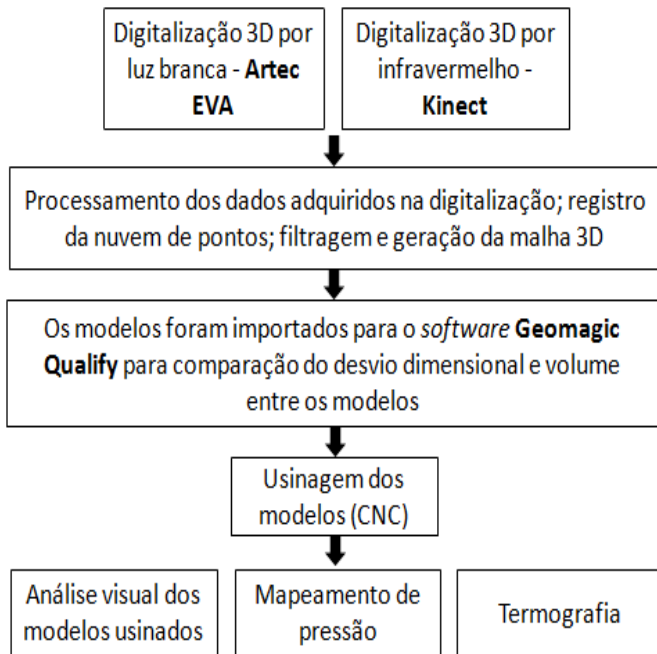 Digitalização 3D por
luz branca - Artec
EVA
Digitalização 3D por
infravermelho -
Kinect
Processamento dos dados adquiridos na digitalização; registro
da nuvem de pontos; filtragem e geração da malha 3D
Os modelos foram importados para o software Geomagic
Qualify para comparação do desvio dimensional e volume
entre os modelos
Usinagem dos
modelos (CNC)
Análise visual dos
modelos usinados
Mapeamento de
pressão
Termografia